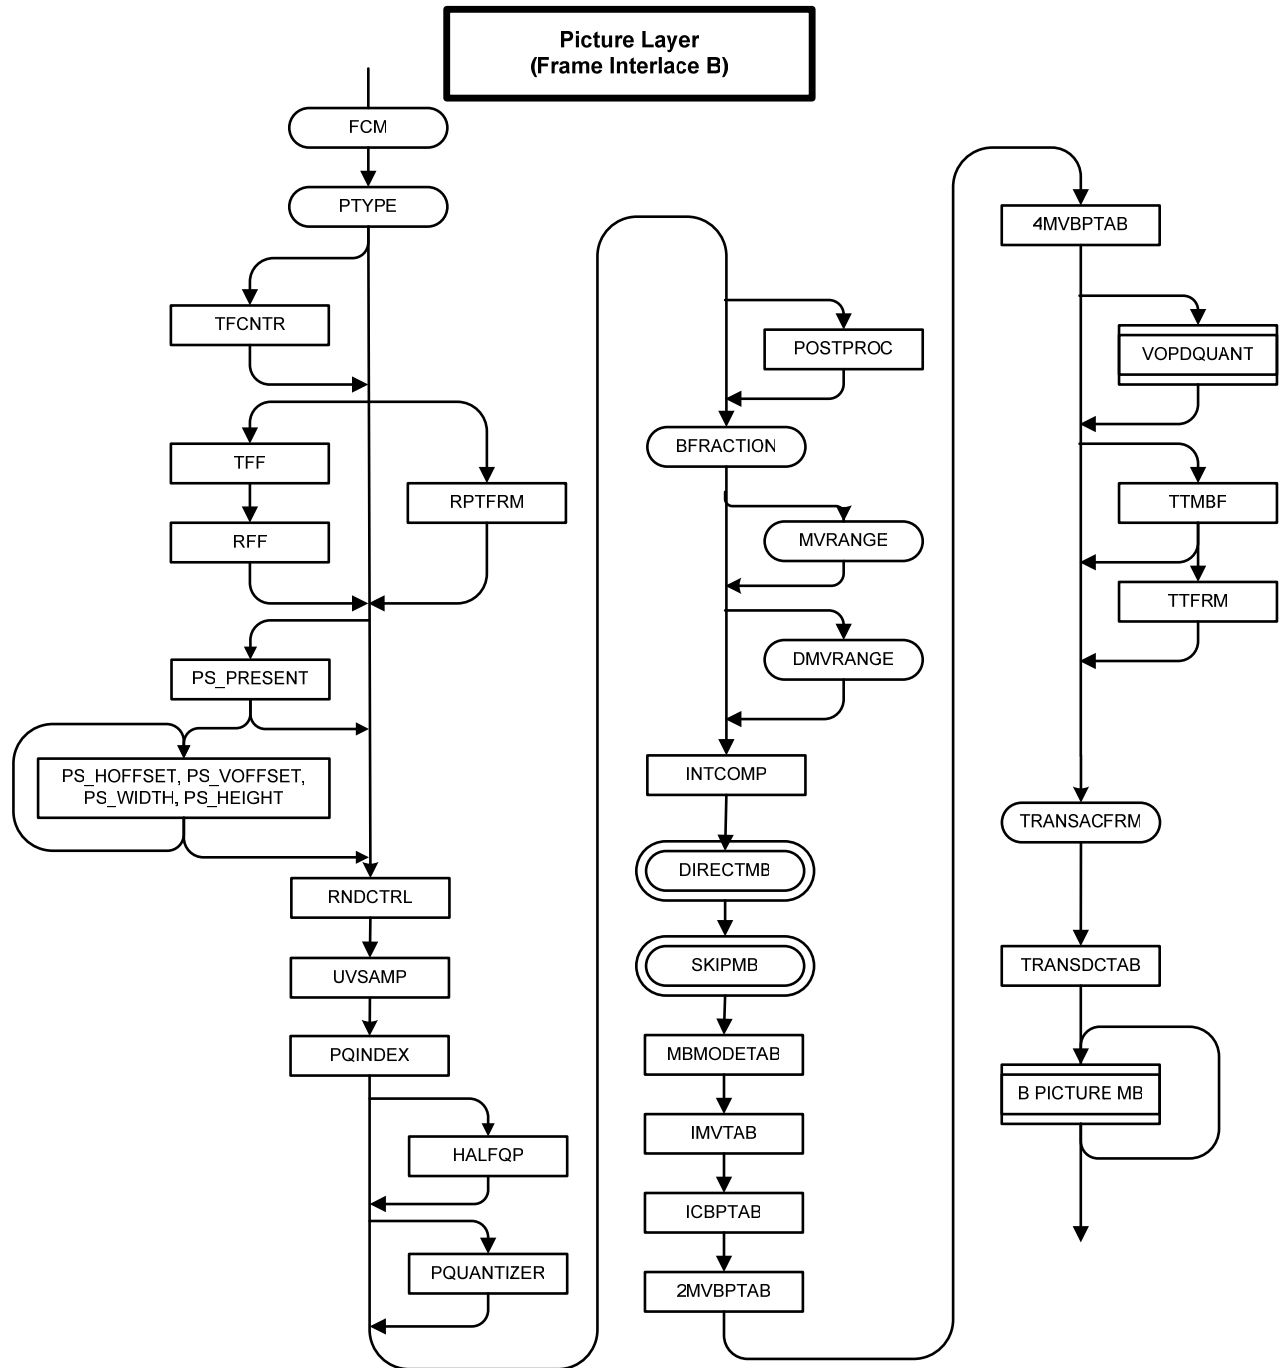 Picture Layer
(Frame Interlace B)
FCM
PTYPE
TFCNTR
TFF
RPTFRM
RFF
PS_PRESENT
PS_HOFFSET, PS_VOFFSET,
PS_WIDTH, PS_HEIGHT
RNDCTRL
UVSAMP
PQINDEX
HALFQP
PQUANTIZER
POSTPROC
BFRACTION
MVRANGE
DMVRANGE
INTCOMP
DIRECTMB
SKIPMB
MBMODETAB
IMVTAB
ICBPTAB
2MVBPTAB
4MVBPTAB
VOPDQUANT
TTMBF
TTFRM
TRANSACFRM
TRANSDCTAB
B PICTURE MB